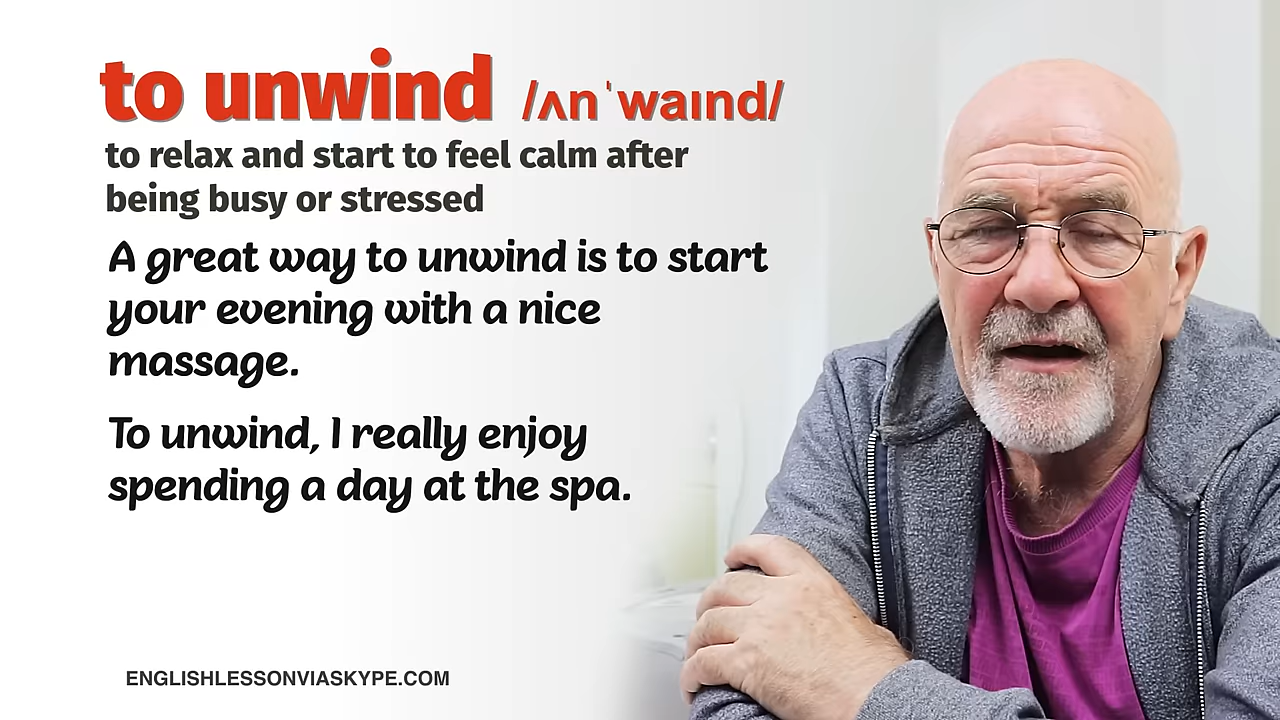 to unwind /ʌnˈwaɪnd/
to relax and start to feel calm after
being busy or stressed
A great way to unwind is to start
your evening with a nice
massage.
To unwind, I really enjoy
spending a day at the spa.
ENGLISHLESSONVIASKYPE.COM